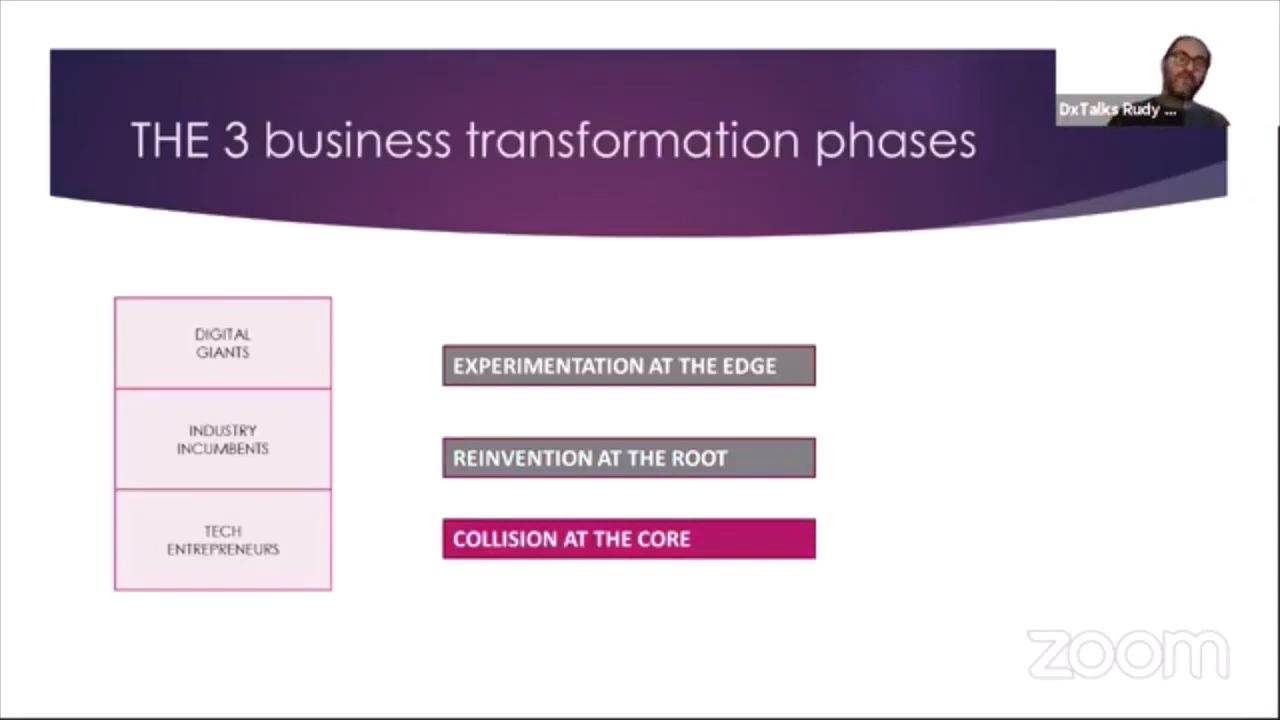 THE 3 business transformation phases
DxTalks Rudy ...
DIGITAL
GIANTS
INDUSTRY
INCUMBENTS
TECH
ENTREPRENEURS
EXPERIMENTATION AT THE EDGE
REINVENTION AT THE ROOT
COLLISION AT THE CORE
zoom